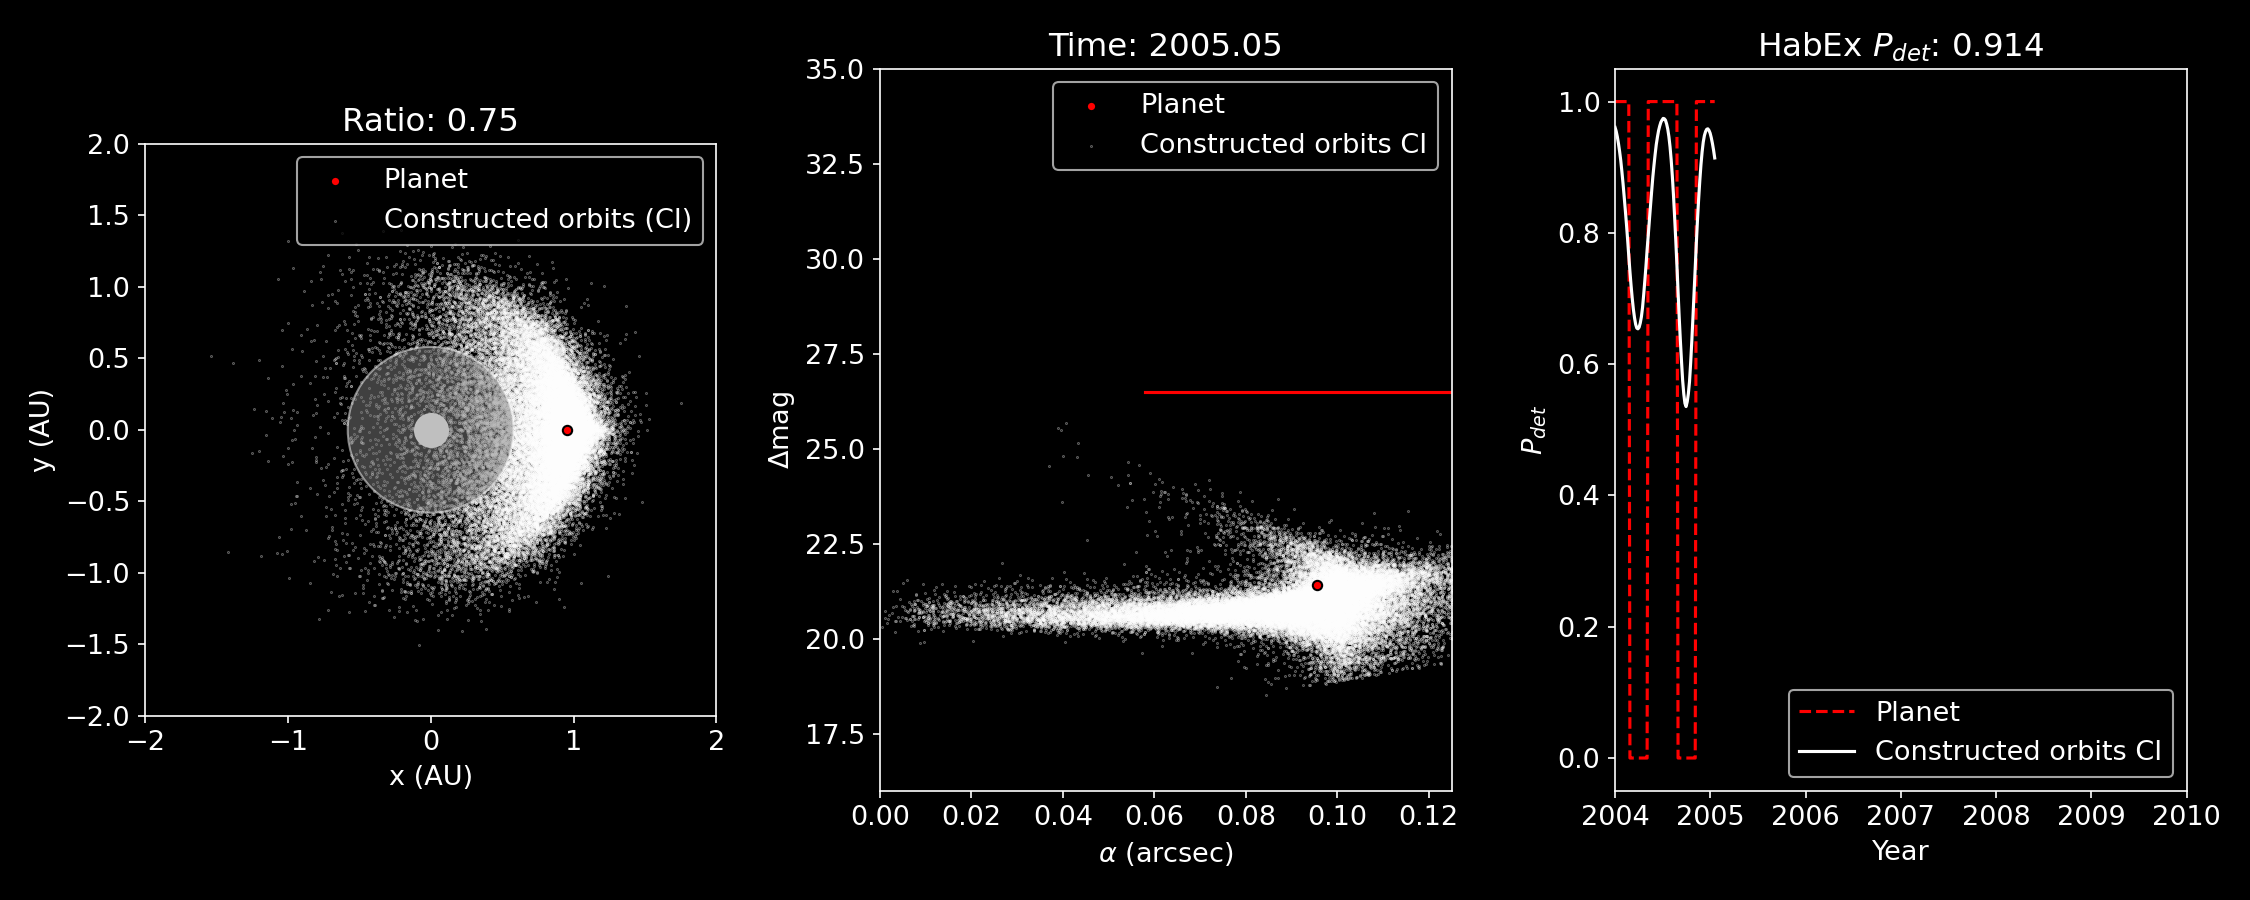 Ratio: 0.75
Planet
Constructed orbits (CI)
2.0
1.5
1.0
0.5
0.0
−0.5
−1.0
−1.5
−2.0
y (AU)
−2 −1 0 1 2
x (AU)
Time: 2005.05
Planet
Constructed orbits CI
35.0
32.5
30.0
27.5
25.0
22.5
20.0
17.5
Δmag
0.00 0.02 0.04 0.06 0.08 0.10 0.12
α (arcsec)
HabEx P_det: 0.914
1.0
0.8
0.6
0.4
0.2
0.0
P_det
Planet
Constructed orbits CI
2004 2005 2006 2007 2008 2009 2010
Year